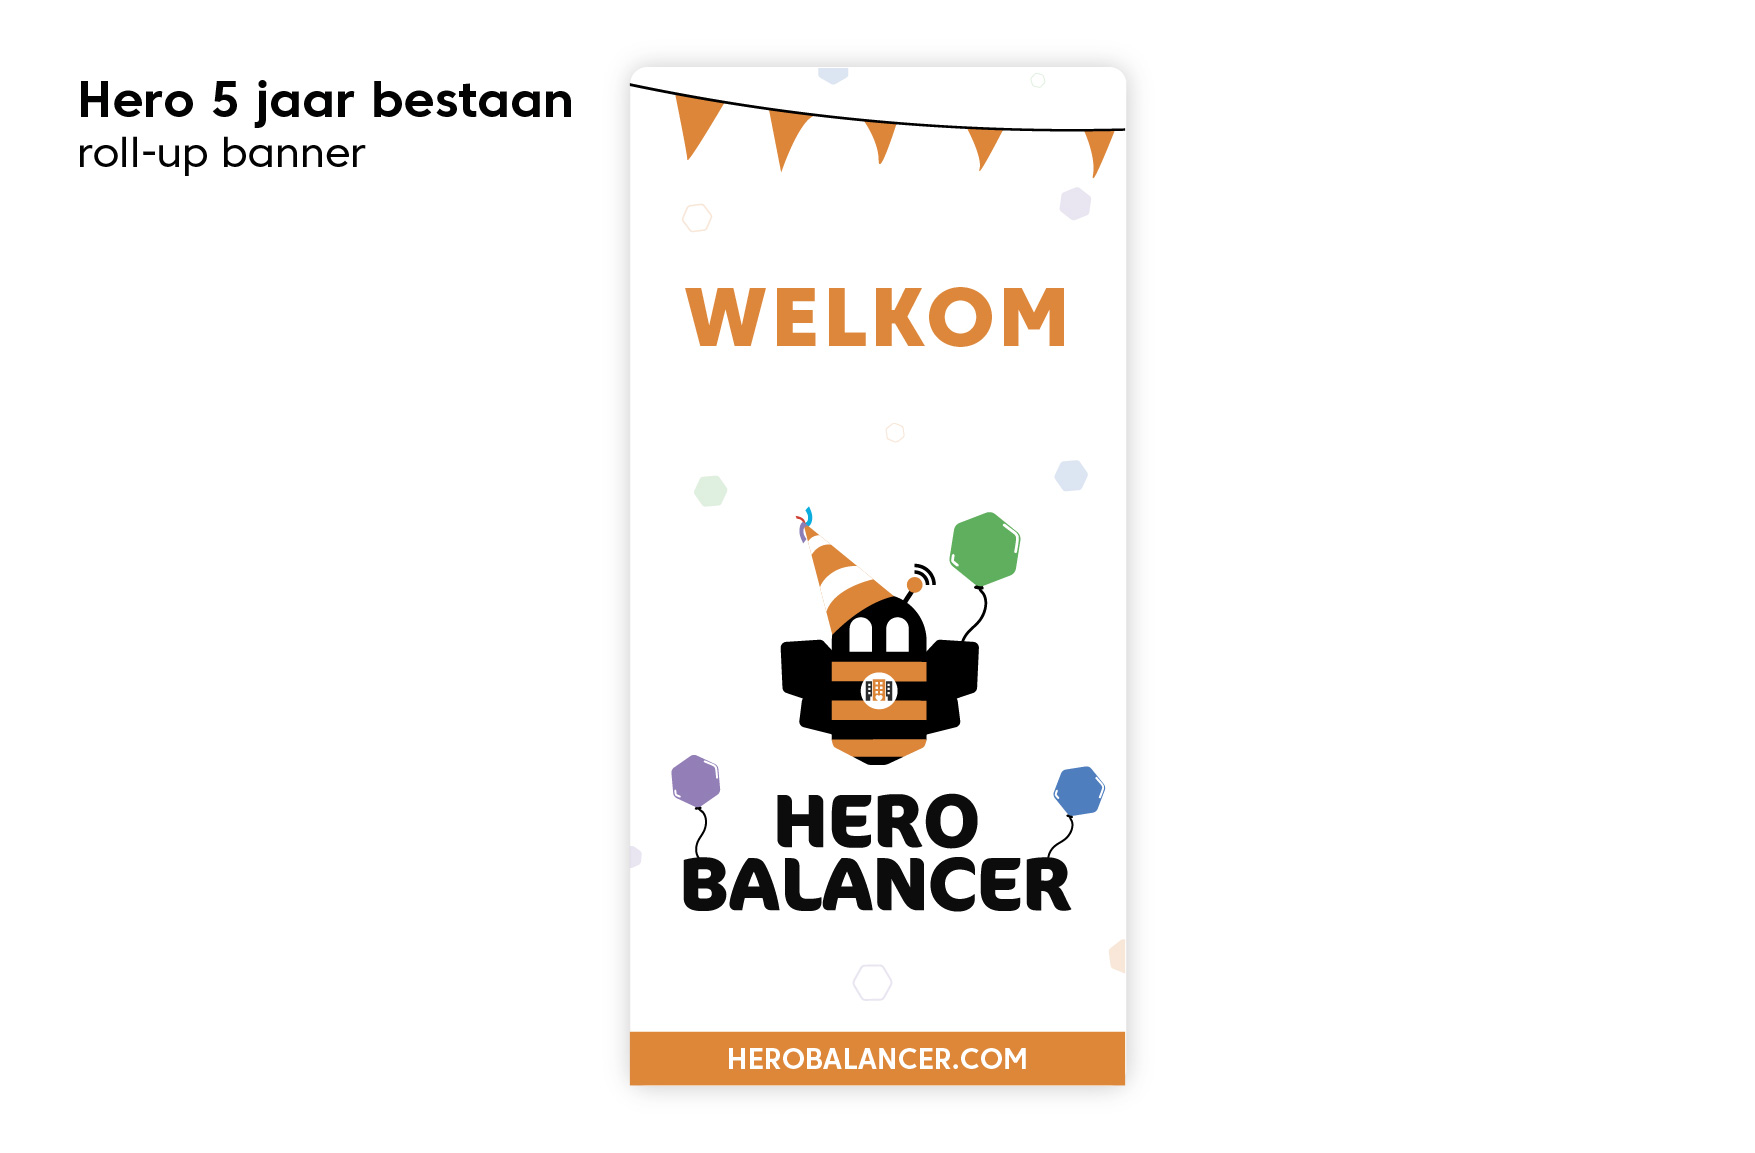 Hero 5 jaar bestaan
roll-up banner
WELKOM
HERO
BALANCER
HEROBALANCER.COM